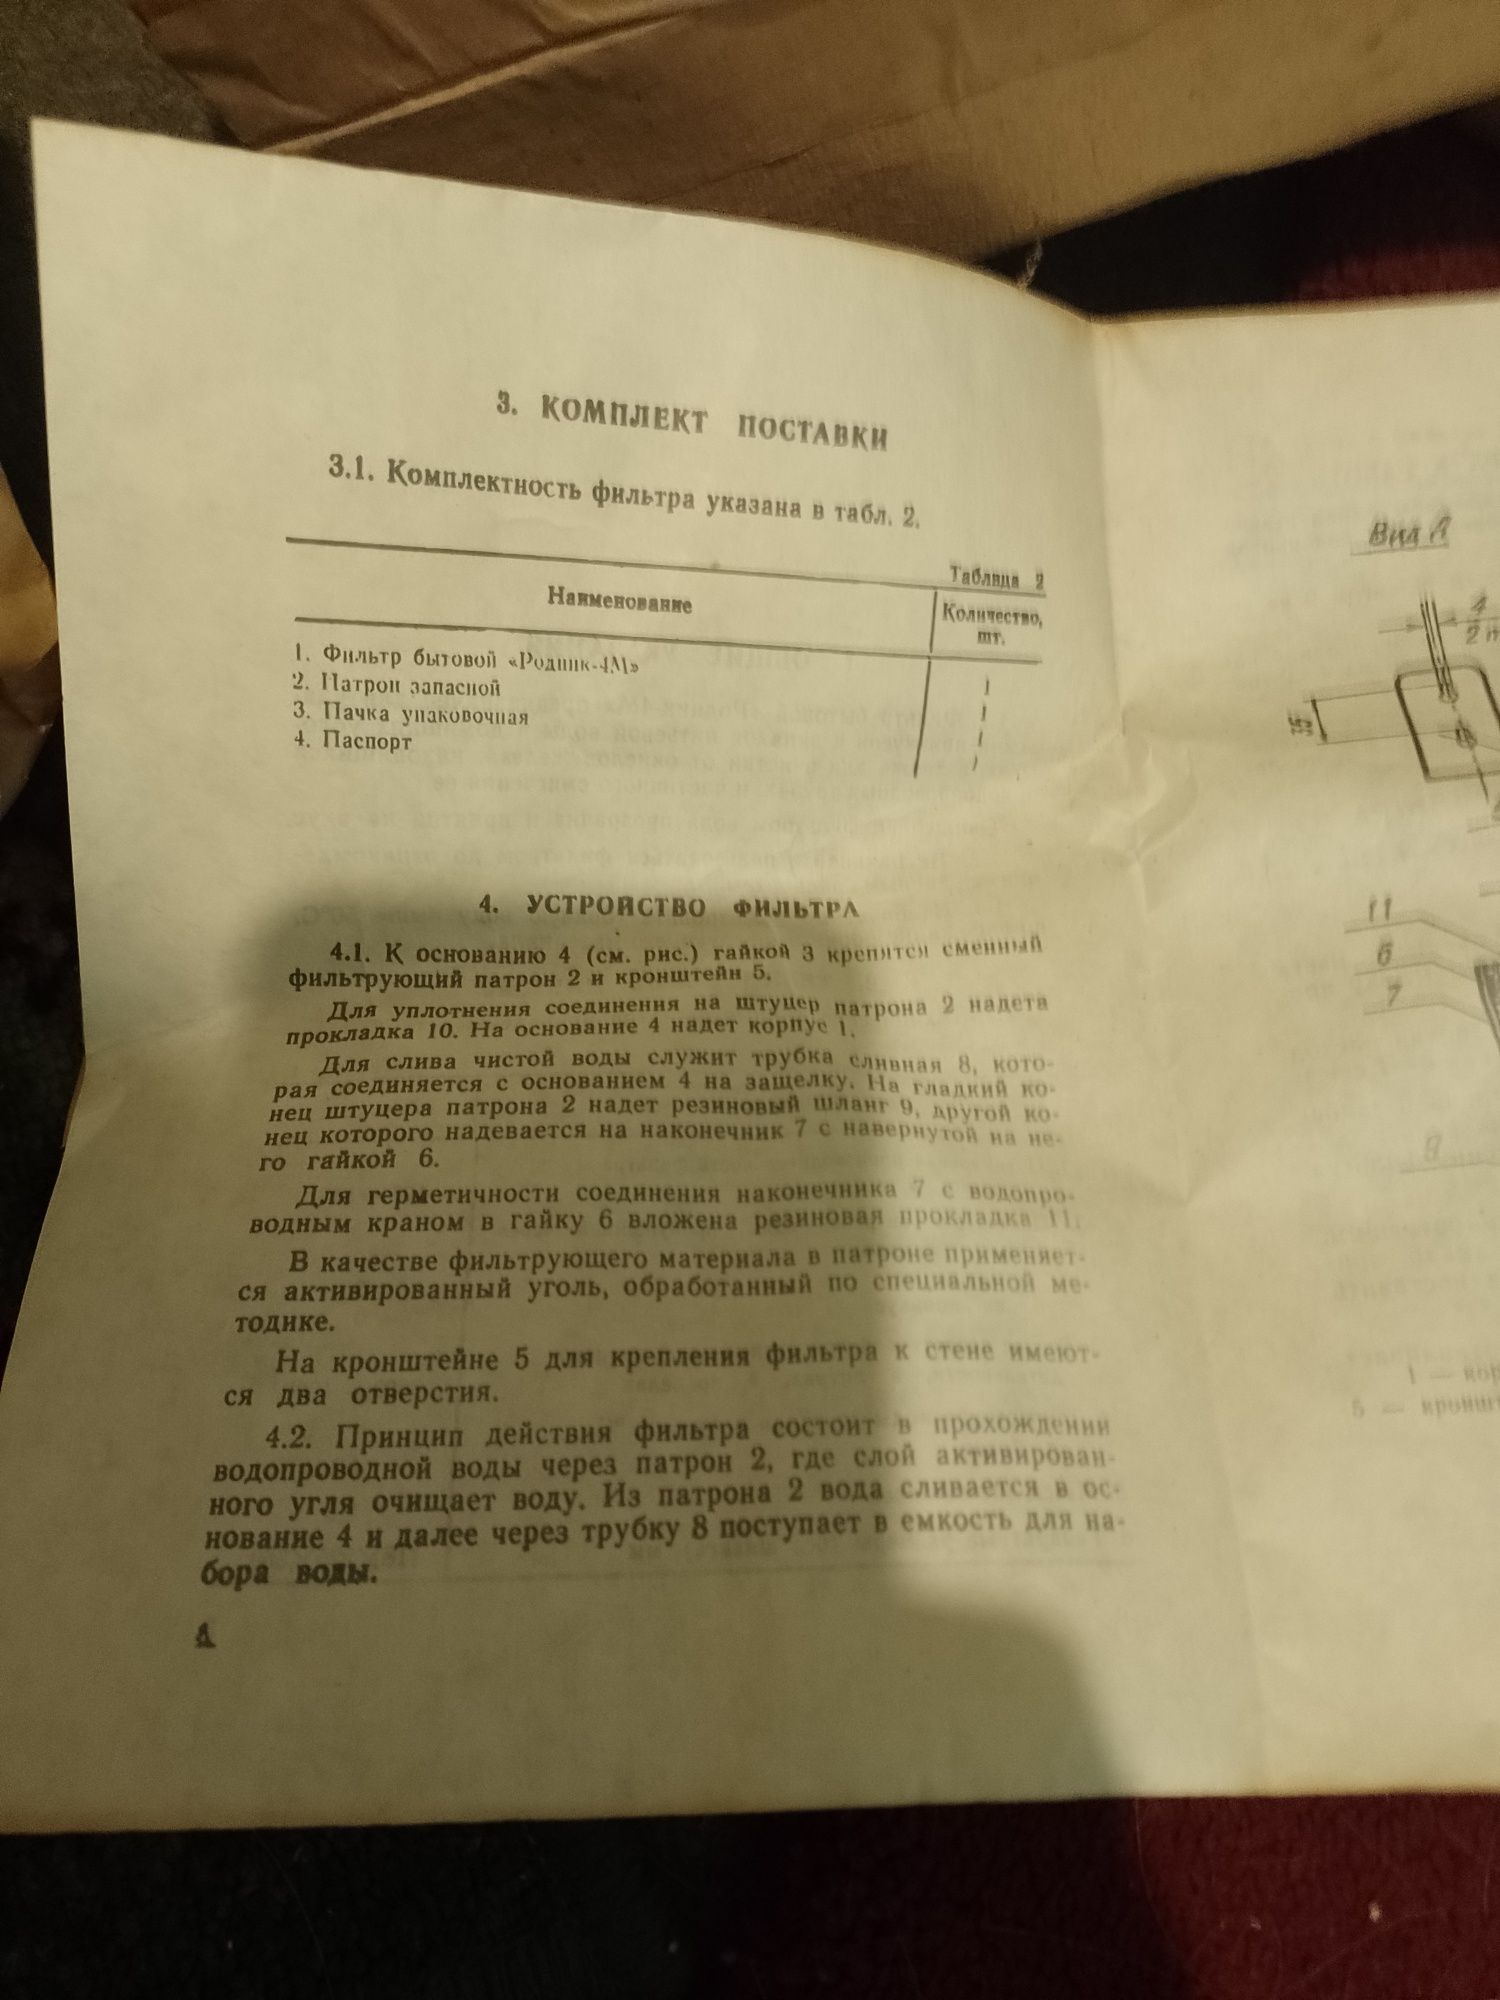 3. КОМПЛЕКТ ПОСТАВКИ
3.1. Комплектность фильтра указана в табл. 2.
Таблица 2
Наименование
Количество,
шт.
1. Фильтр бытовой «Родник-4М»
2. Патрон запасной
3. Пачка упаковочная
4. Паспорт
4. УСТРОЙСТВО ФИЛЬТРА
4.1. К основанию 4 (см. рис.) гайкой 3 крепятся сменный
фильтрующий патрон 2 и кронштейн 5.
Для уплотнения соединения на штуцер патрона 2 надета
прокладка 10. На основание 4 надет корпус 1.
Для слива чистой воды служит трубка сливная 8, кото-
рая соединяется с основанием 4 на защелку. На гладкий ко-
нец штуцера патрона 2 надет резиновый шланг 9, другой ко-
нец которого надевается на наконечник 7 с навернутой на не-
го гайкой 6.
Для герметичности соединения наконечника 7 с водопро-
водным краном в гайку 6 вложена резиновая прокладка 11.
В качестве фильтрующего материала в патроне применяет-
ся активированный уголь, обработанный по специальной ме-
тодике.
На кронштейне 5 для крепления фильтра к стене имеют-
ся два отверстия.
4.2. Принцип действия фильтра состоит в прохождении
водопроводной воды через патрон 2, где слой активирован-
ного угля очищает воду. Из патрона 2 вода сливается в ос-
нование 4 и далее через трубку 8 поступает в емкость для на-
бора воды.
4
Вид А
4
11
6
7
8
1 — кор
5 — кроншт